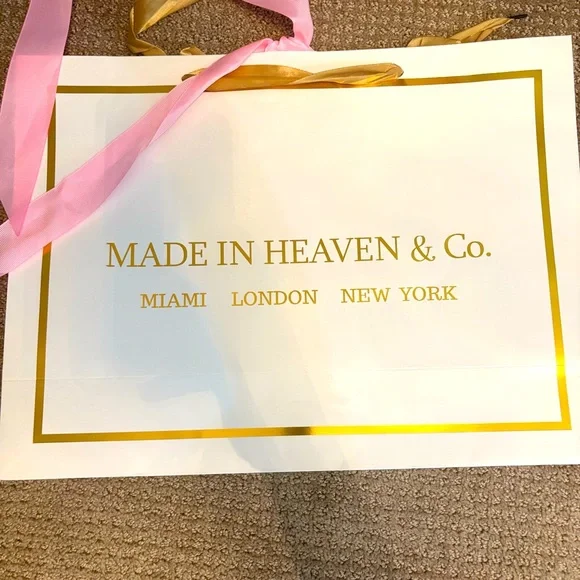 MADE IN HEAVEN & Co.
MIAMI LONDON NEW YORK